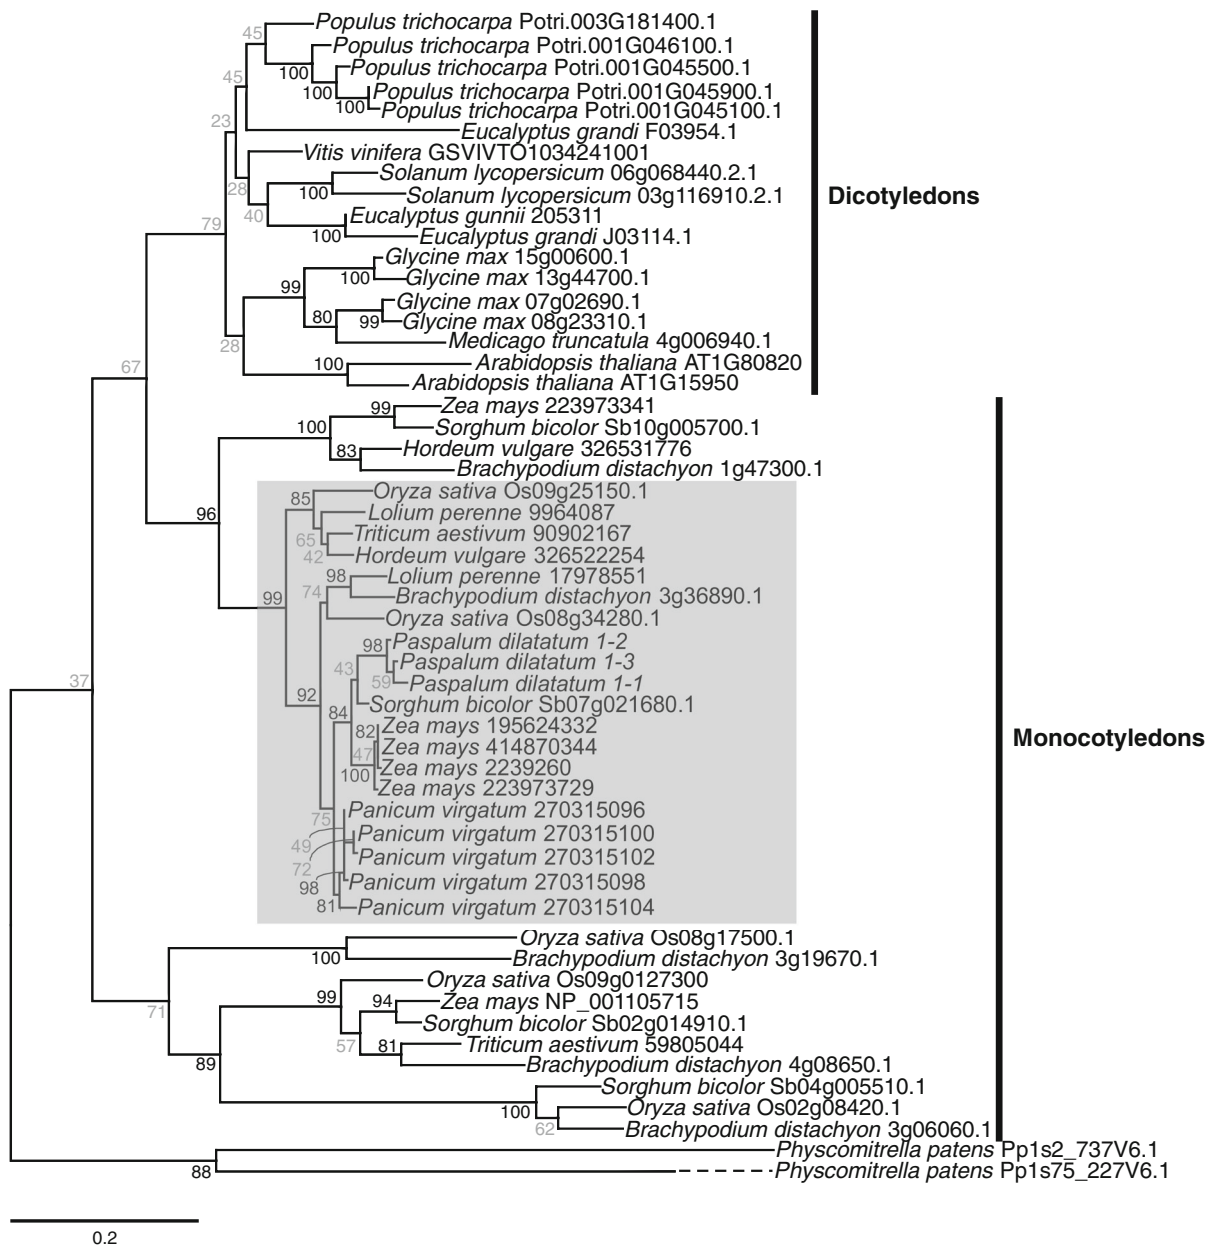 45
Populus trichocarpa Potri.003G181400.1
Populus trichocarpa Potri.001G046100.1
100
Populus trichocarpa Potri.001G045500.1
45
100
Populus trichocarpa Potri.001G045900.1
100
Populus trichocarpa Potri.001G045100.1
23
Eucalyptus grandi F03954.1
Vitis vinifera GSVIVTO1034241001
Solanum lycopersicum 06g068440.2.1
28
100
Solanum lycopersicum 03g116910.2.1
Dicotyledons
40
Eucalyptus gunnii 205311
79
100
Eucalyptus grandi J03114.1
Glycine max 15g00600.1
100
Glycine max 13g44700.1
99
Glycine max 07g02690.1
80
99
Glycine max 08g23310.1
28
Medicago truncatula 4g006940.1
67
100
Arabidopsis thaliana AT1G80820
Arabidopsis thaliana AT1G15950
99
Zea mays 223973341
100
Sorghum bicolor Sb10g005700.1
83
Hordeum vulgare 326531776
Brachypodium distachyon 1g47300.1
85
Oryza sativa Os09g25150.1
96
Lolium perenne 9964087
65
Triticum aestivum 90902167
42
Hordeum vulgare 326522254
98
Lolium perenne 17978551
74
99
Brachypodium distachyon 3g36890.1
Oryza sativa Os08g34280.1
98
Paspalum dilatatum 1-2
43
Paspalum dilatatum 1-3
37
59
Paspalum dilatatum 1-1
92
Sorghum bicolor Sb07g021680.1
84
82
Zea mays 195624332
Monocotyledons
47
Zea mays 414870344
100
Zea mays 2239260
Zea mays 223973729
75
Panicum virgatum 270315096
49
Panicum virgatum 270315100
72
Panicum virgatum 270315102
98
Panicum virgatum 270315098
81
Panicum virgatum 270315104
Oryza sativa Os08g17500.1
100
Brachypodium distachyon 3g19670.1
Oryza sativa Os09g0127300
99
94
Zea mays NP_001105715
71
Sorghum bicolor Sb02g014910.1
57
81
Triticum aestivum 59805044
89
Brachypodium distachyon 4g08650.1
Sorghum bicolor Sb04g005510.1
100
Oryza sativa Os02g08420.1
62
Brachypodium distachyon 3g06060.1
Physcomitrella patens Pp1s2_737V6.1
88
Physcomitrella patens Pp1s75_227V6.1
0.2